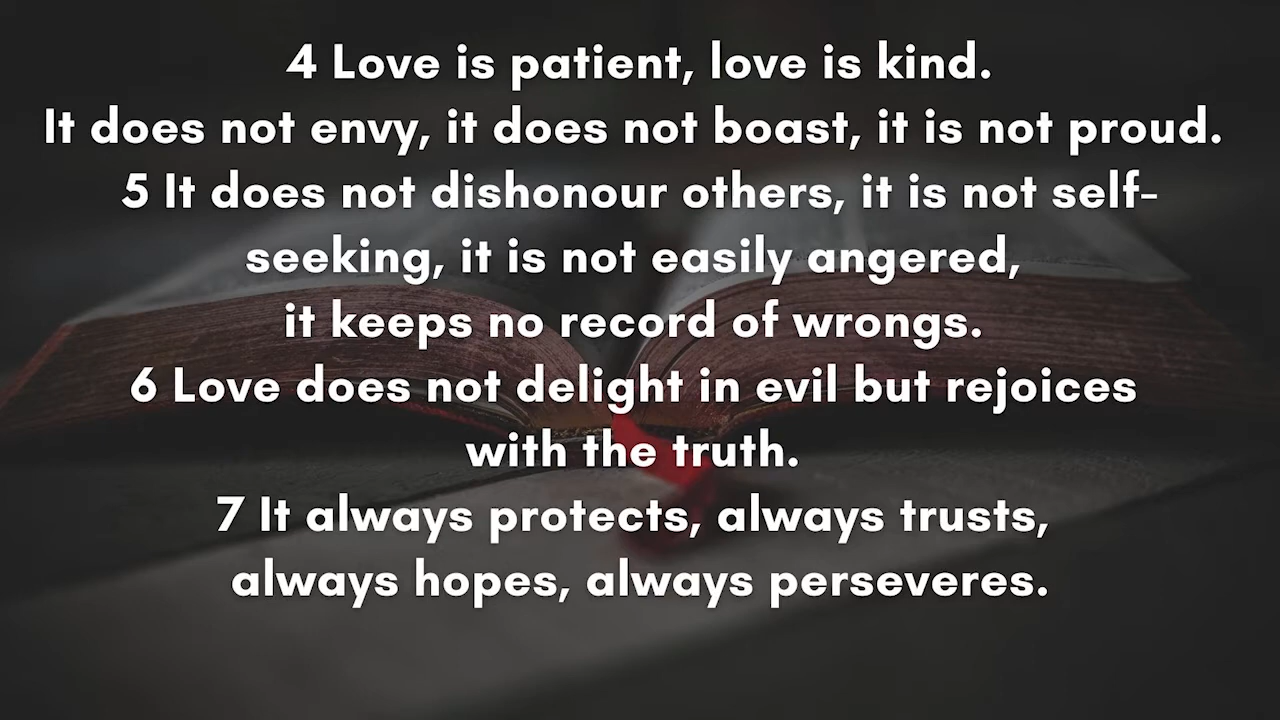 4 Love is patient, love is kind.
It does not envy, it does not boast, it is not proud.
5 It does not dishonour others, it is not self-
seeking, it is not easily angered,
it keeps no record of wrongs.
6 Love does not delight in evil but rejoices
with the truth.
7 It always protects, always trusts,
always hopes, always perseveres.